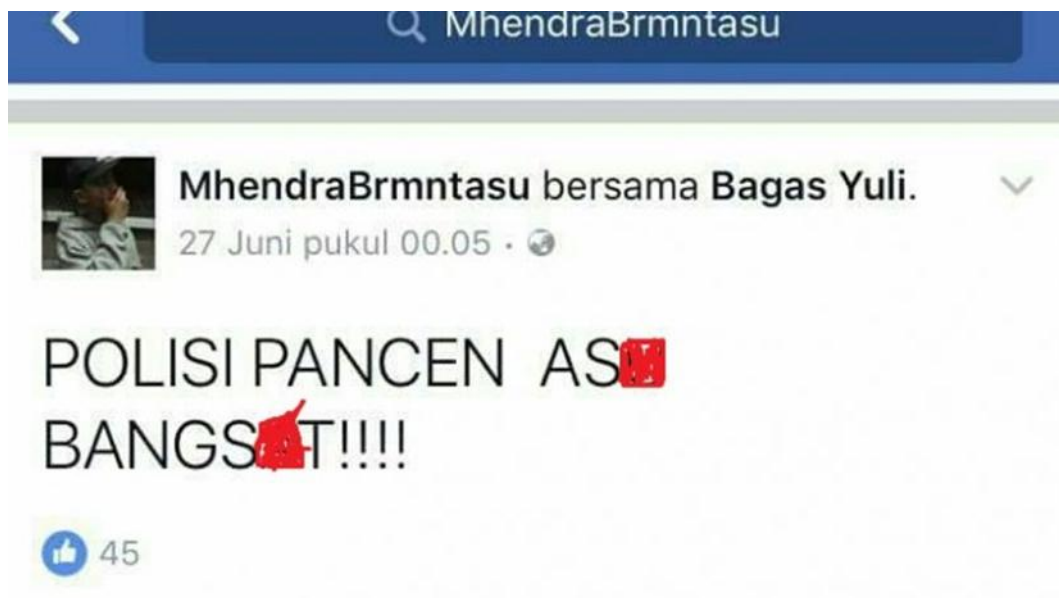 MhendraBrmntasu
MhendraBrmntasu bersama Bagas Yuli.
27 Juni pukul 00.05 ·
POLISI PANCEN AS
BANGS T!!!!
45